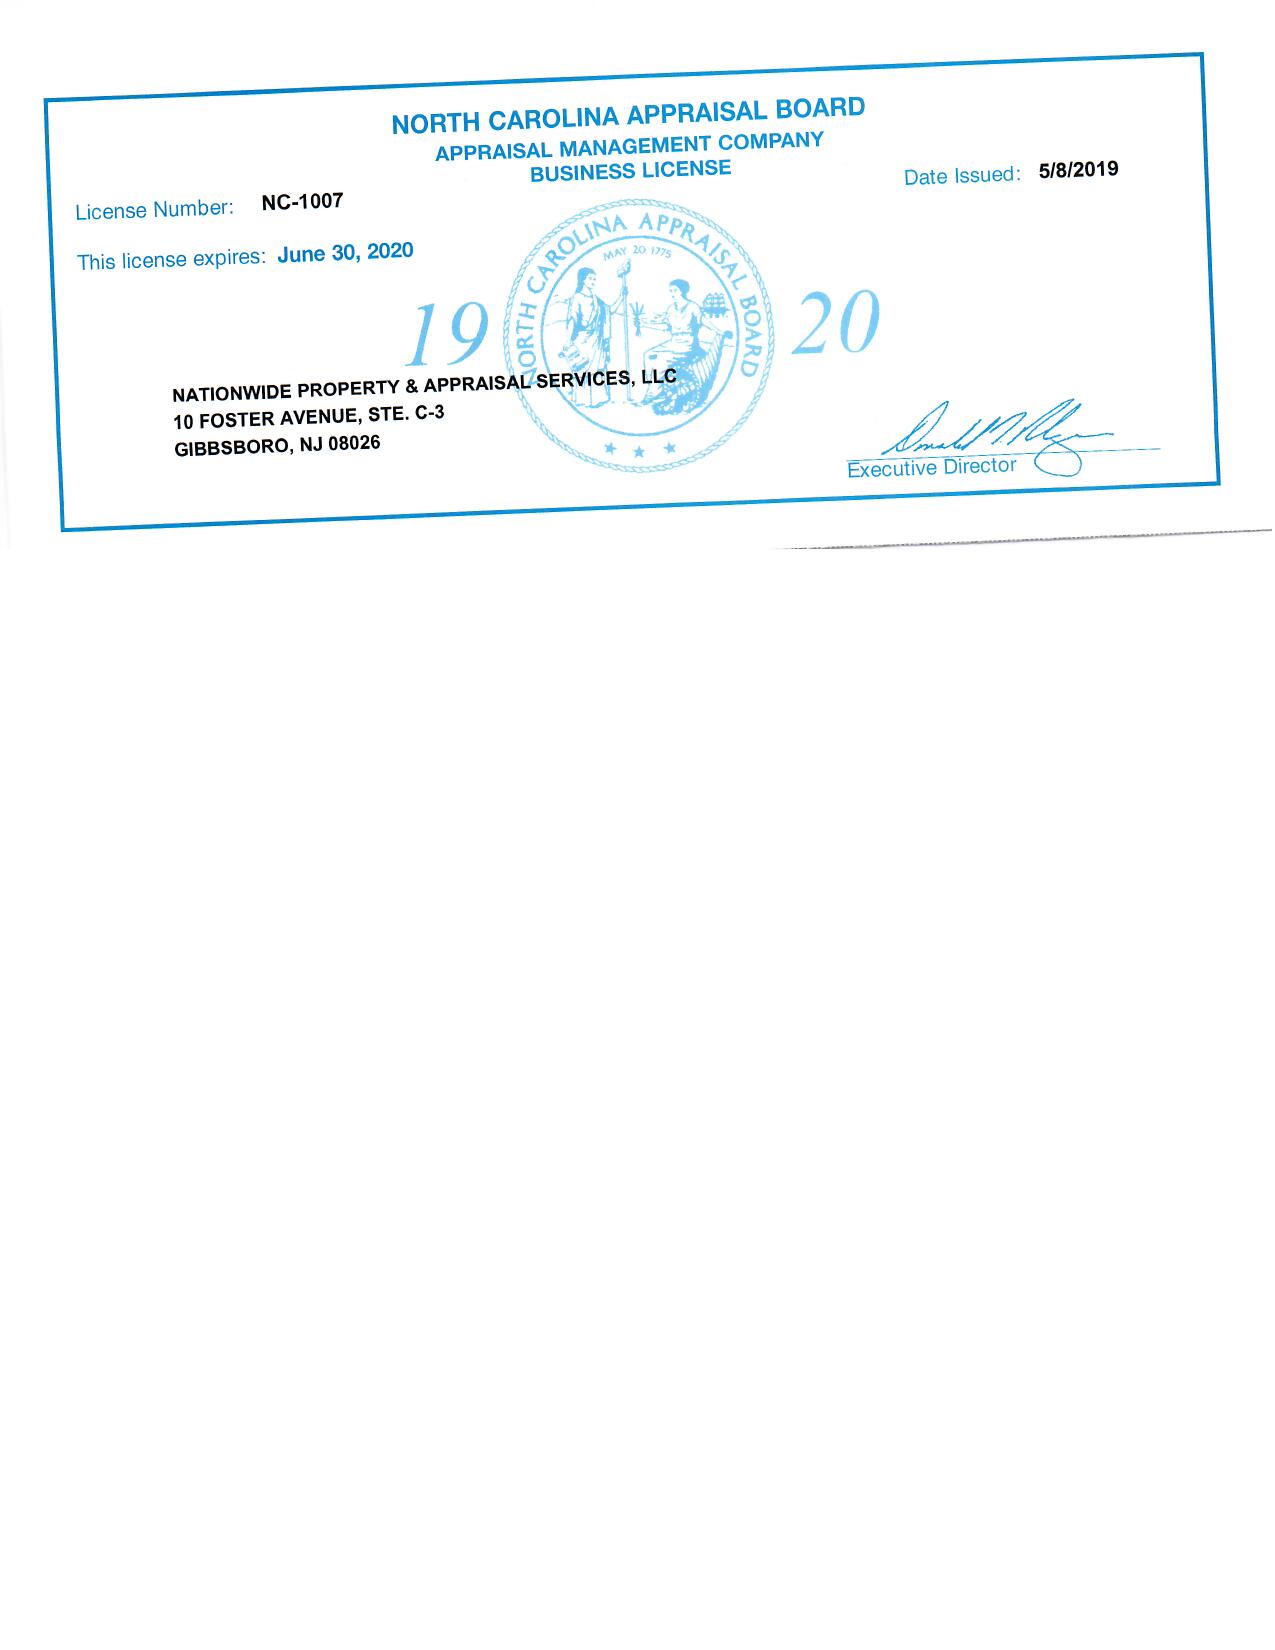 NORTH CAROLINA APPRAISAL BOARD
APPRAISAL MANAGEMENT COMPANY
BUSINESS LICENSE
Date Issued: 5/8/2019
License Number: NC-1007
This license expires: June 30, 2020
NORTH CAROLINA APPRAISAL BOARD
MAY 20 1775
19 20
NATIONWIDE PROPERTY & APPRAISAL SERVICES, LLC
10 FOSTER AVENUE, STE. C-3
GIBBSBORO, NJ 08026
Executive Director